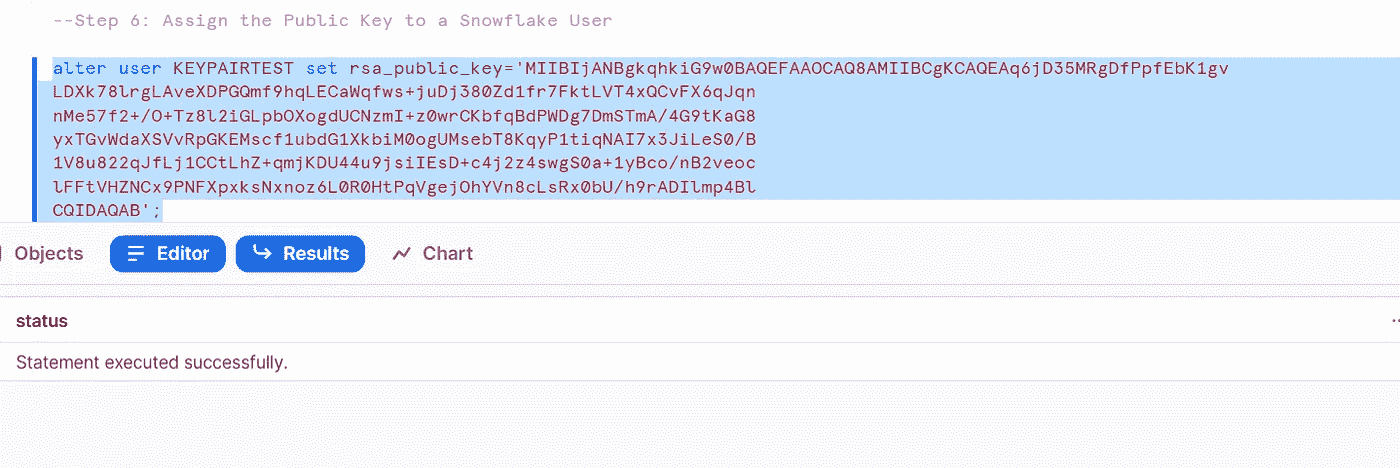 --Step 6: Assign the Public Key to a Snowflake User
alter user KEYPAIRTEST set rsa_public_key='MIIBIjANBgkqhkiG9w0BAQEFAAOCAQ8AMIIBCgKCAQEAq6jD35MRgDfPpfEbK1gv
LDXk78lrgLAveXDPGQmf9hqLECaWqfws+juDj380Zd1fr7FktLVT4xQCvFX6qJqn
nMe57f2+/O+Tz8l2iGLpbOXogdUCNzmI+z0wrCKbfqBdPWDg7DmSTmA/4G9tKaG8
yxTGvWdaXSVvRpGKEMscf1ubdG1XkbiM0ogUMsebT8KqyP1tiqNAI7x3JiLeS0/B
1V8u822qJfLj1CCtLhZ+qmjKDU44u9jsiIEsD+c4j2z4swgS0a+1yBco/nB2veoc
lFFtVHZNCx9PNFXpxksNxnoz6L0R0HtPqVgejOhYVn8cLsRx0bU/h9rADIlmp4Bl
CQIDAQAB';
Objects Editor Results Chart
status
Statement executed successfully.